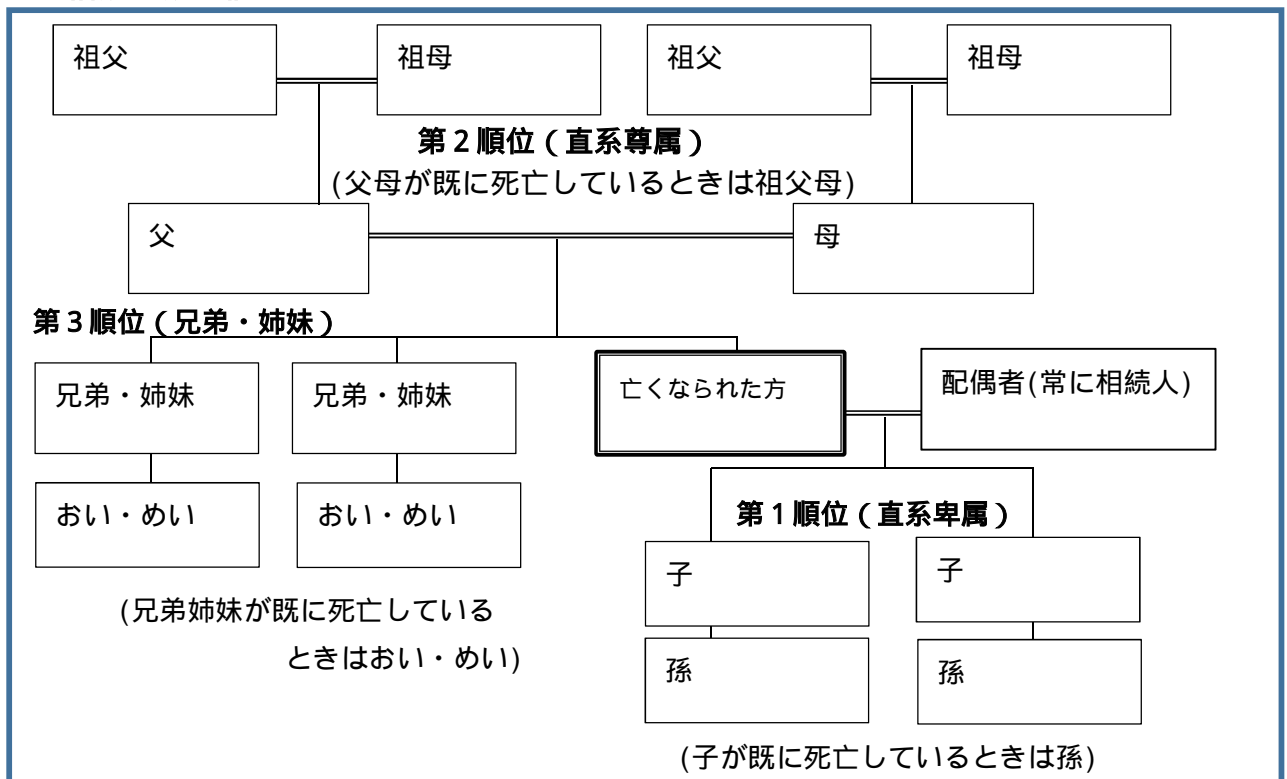 祖父
祖母
祖父
祖母
第2順位（直系尊属）
(父母が既に死亡しているときは祖父母)
父
母
第3順位（兄弟・姉妹）
兄弟・姉妹
兄弟・姉妹
亡くなられた方
配偶者(常に相続人)
おい・めい
おい・めい
第1順位（直系卑属）
子
子
(兄弟姉妹が既に死亡している
ときはおい・めい)
孫
孫
(子が既に死亡しているときは孫)